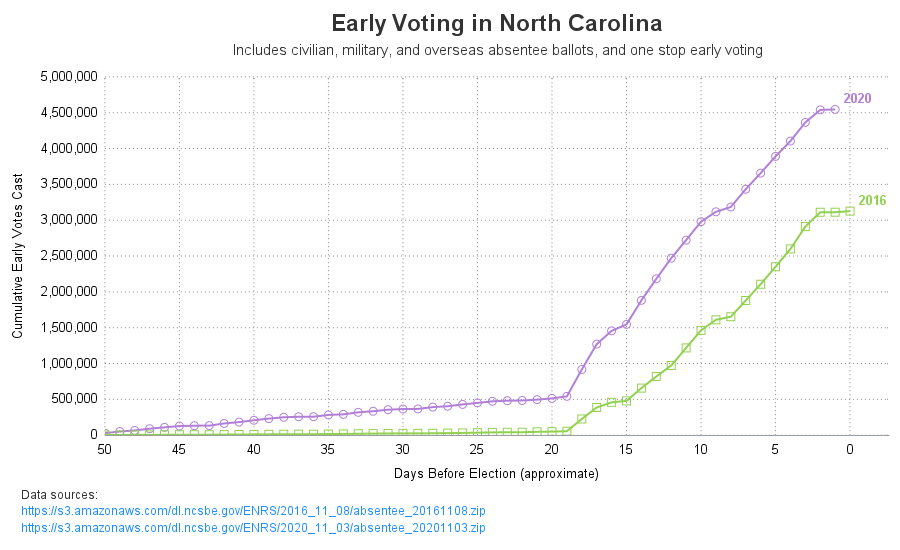 Early Voting in North Carolina
Includes civilian, military, and overseas absentee ballots, and one stop early voting
Cumulative Early Votes Cast
5,000,000
4,500,000
4,000,000
3,500,000
3,000,000
2,500,000
2,000,000
1,500,000
1,000,000
500,000
0
2020
2016
50 45 40 35 30 25 20 15 10 5 0
Days Before Election (approximate)
Data sources:
https://s3.amazonaws.com/dl.ncsbe.gov/ENRS/2016_11_08/absentee_20161108.zip
https://s3.amazonaws.com/dl.ncsbe.gov/ENRS/2020_11_03/absentee_20201103.zip